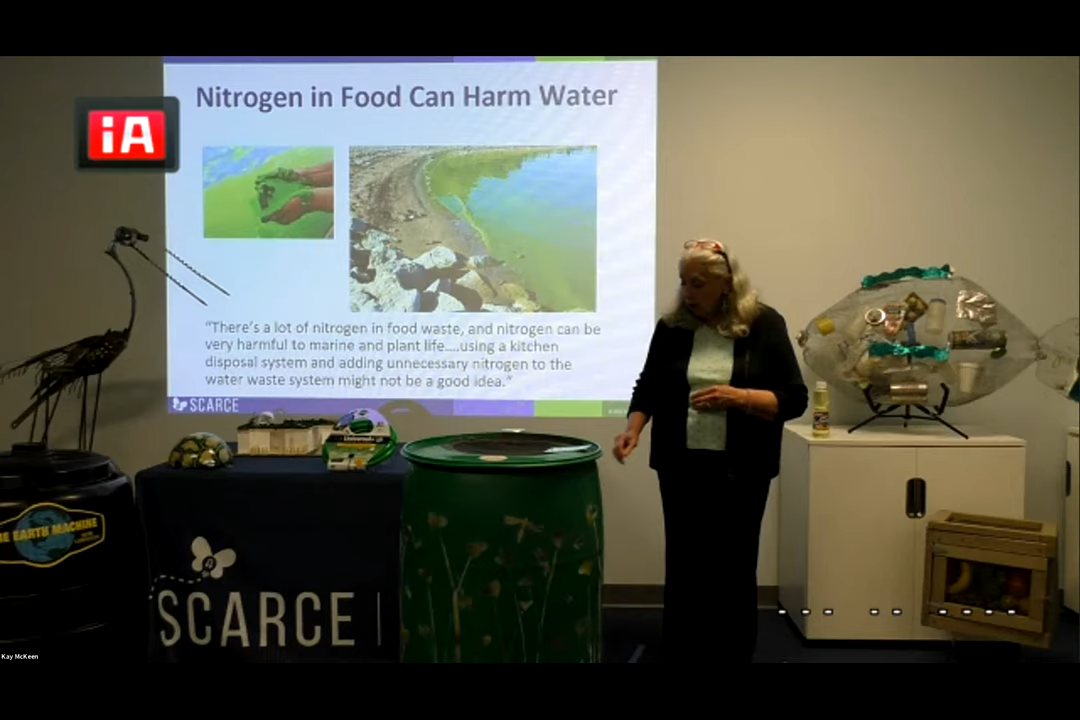 Nitrogen in Food Can Harm Water
iA
"There's a lot of nitrogen in food waste, and nitrogen can be
very harmful to marine and plant life....using a kitchen
disposal system and adding unnecessary nitrogen to the
water waste system might not be a good idea."
SCARCE
THE EARTH MACHINE
SCARCE
Kay McKeen